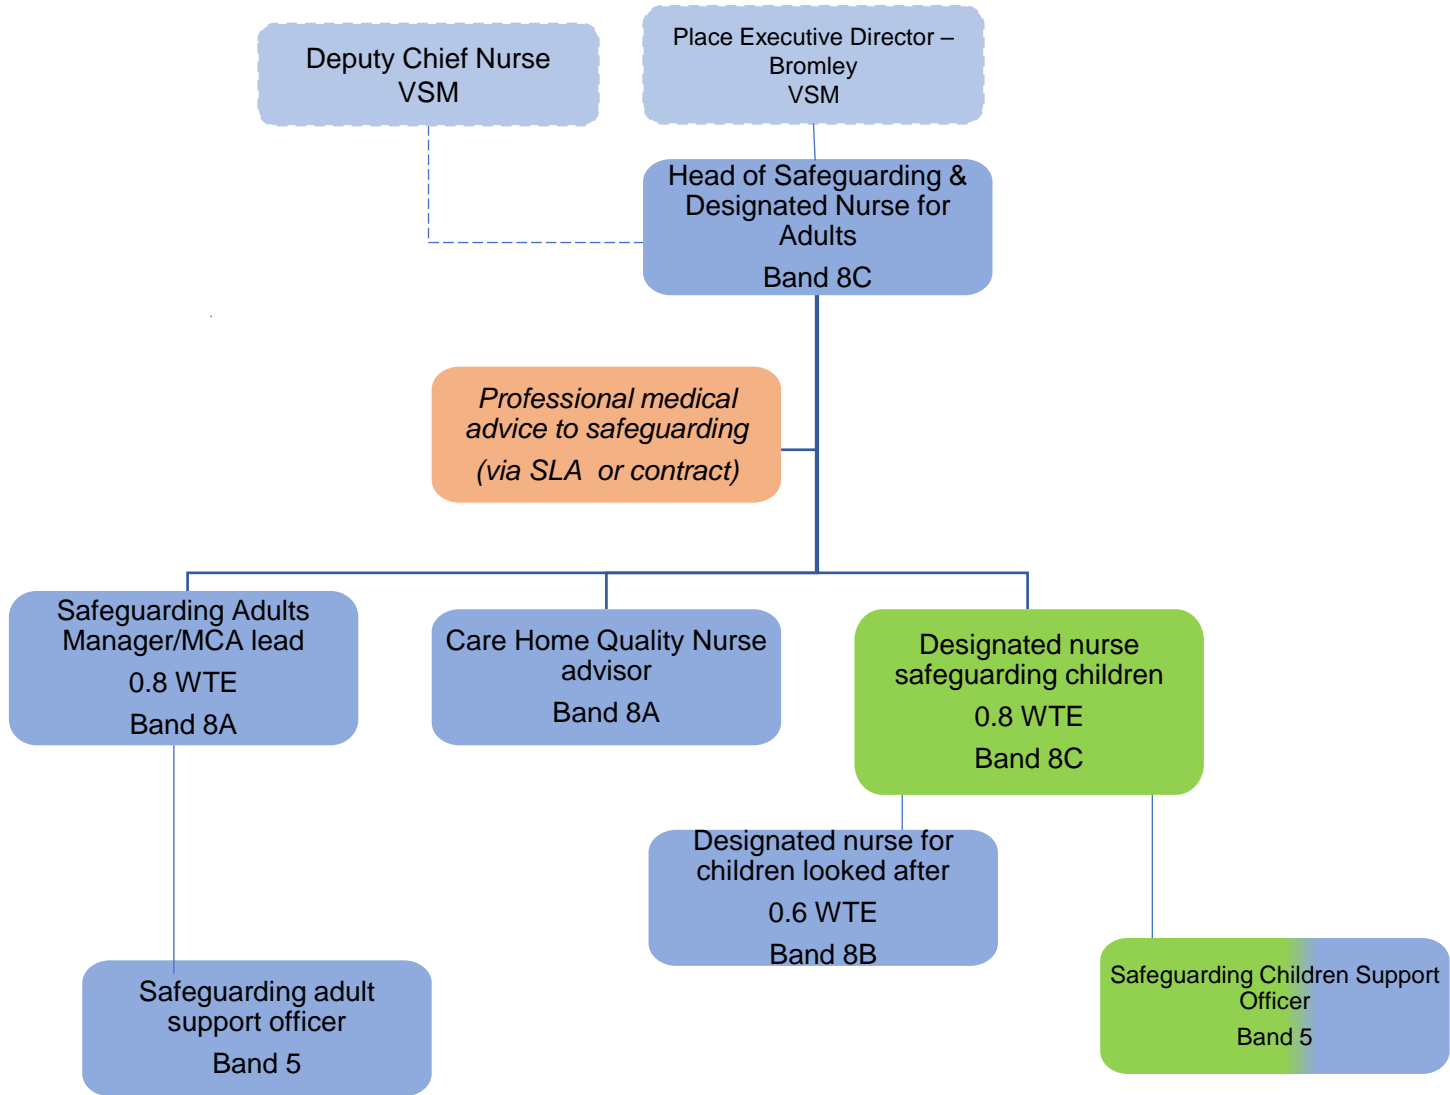 Deputy Chief Nurse
VSM
Place Executive Director –
Bromley
VSM
Head of Safeguarding &
Designated Nurse for
Adults
Band 8C
Professional medical
advice to safeguarding
(via SLA or contract)
Safeguarding Adults
Manager/MCA lead
0.8 WTE
Band 8A
Care Home Quality Nurse
advisor
Band 8A
Designated nurse
safeguarding children
0.8 WTE
Band 8C
Designated nurse for
children looked after
0.6 WTE
Band 8B
Safeguarding adult
support officer
Band 5
Safeguarding Children Support
Officer
Band 5